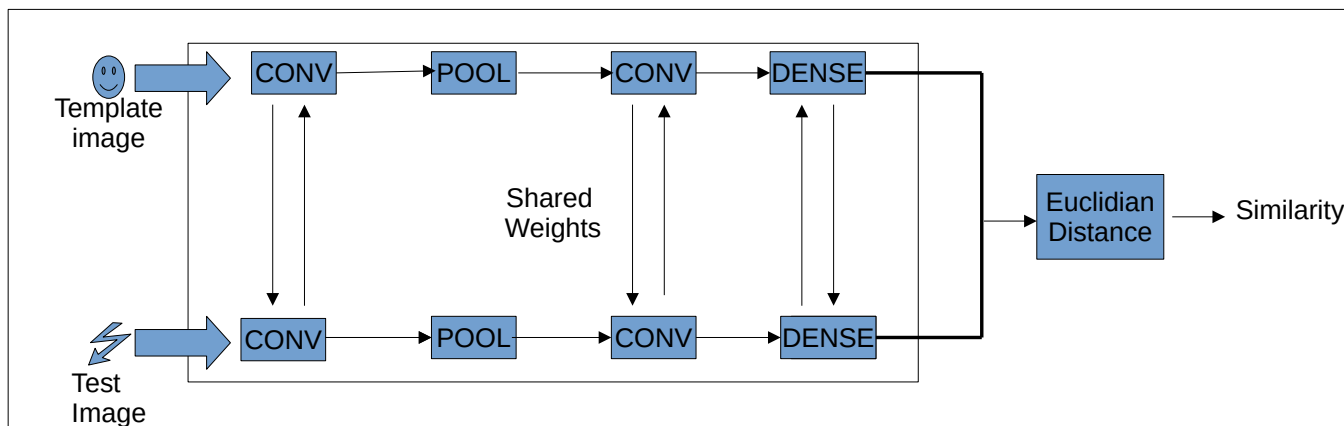 CONV
POOL
CONV
DENSE
Template
image
Shared
Weights
Euclidian
Distance
Similarity
CONV
POOL
CONV
DENSE
Test
Image